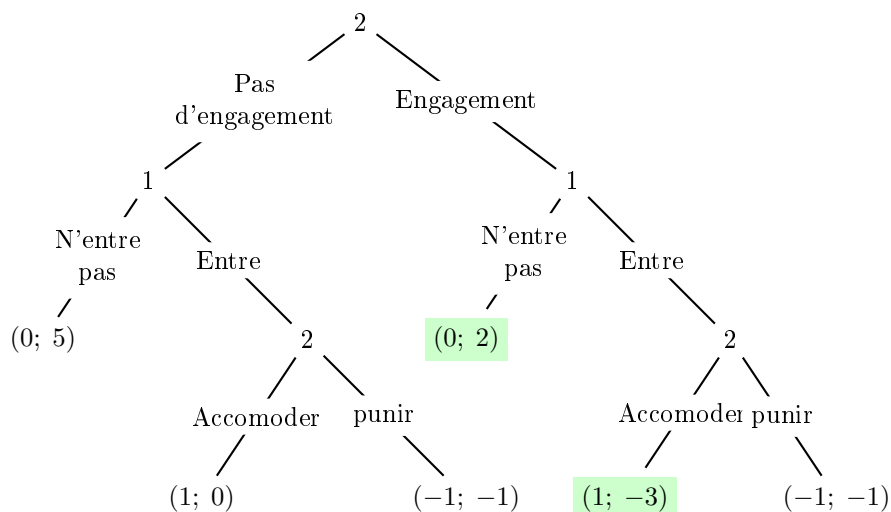 2
Pas
d'engagement
Engagement
1
1
N'entre
pas
Entre
N'entre
pas
Entre
(0; 5)
2
(0; 2)
2
Accomoder
punir
Accomoder
punir
(1; 0)
(−1; −1)
(1; −3)
(−1; −1)